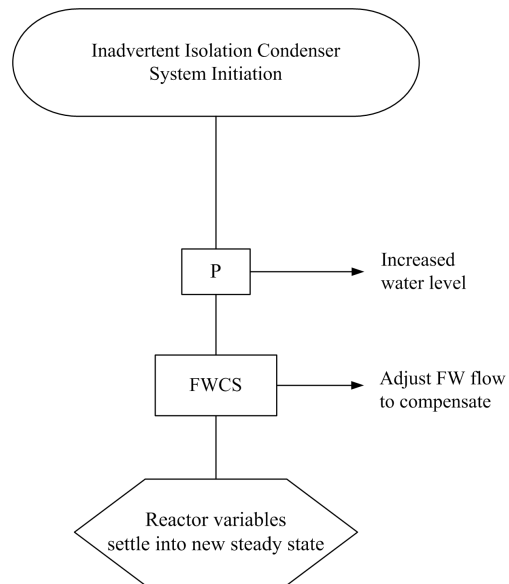 Inadvertent Isolation Condenser
System Initiation
P
Increased
water level
FWCS
Adjust FW flow
to compensate
Reactor variables
settle into new steady state